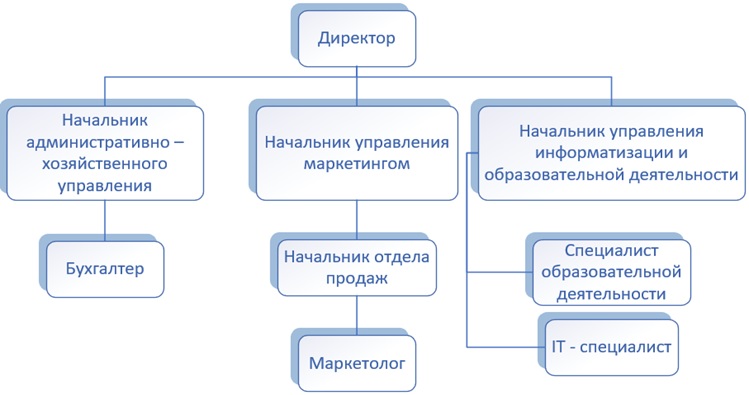 Директор
Начальник
административно –
хозяйственного
управления
Начальник управления
маркетингом
Начальник управления
информатизации и
образовательной деятельности
Бухгалтер
Начальник отдела
продаж
Специалист
образовательной
деятельности
Маркетолог
IT - специалист